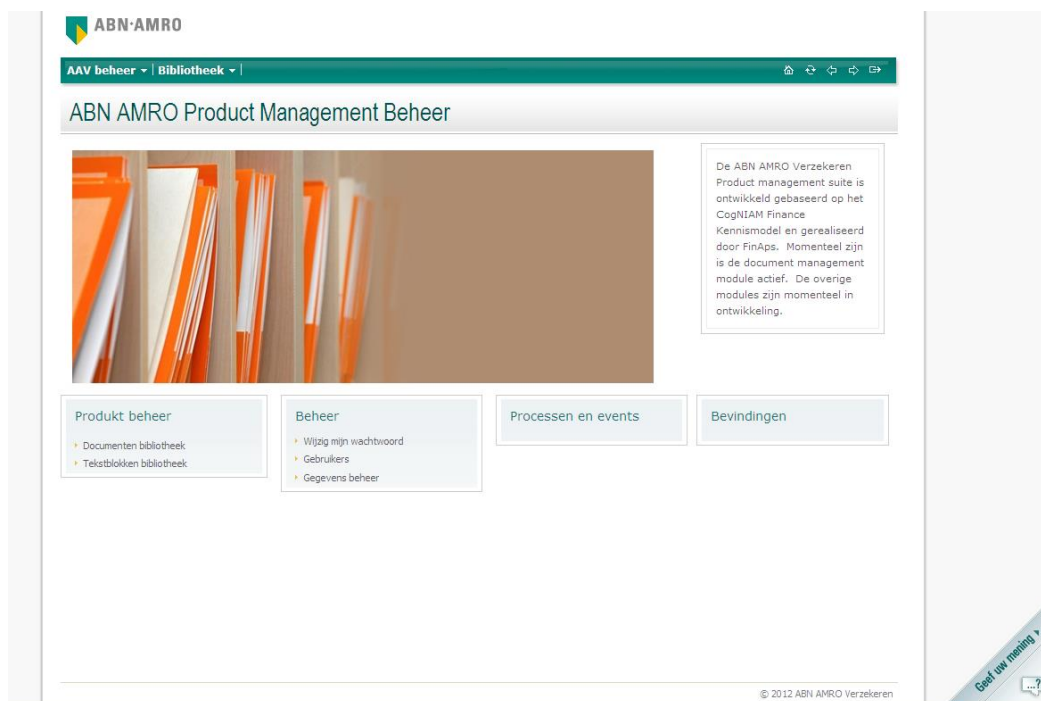 ABN·AMRO
AAV beheer | Bibliotheek |
ABN AMRO Product Management Beheer
De ABN AMRO Verzekeren
Product management suite is
ontwikkeld gebaseerd op het
CogNIAM Finance
Kennismodel en gerealiseerd
door FinAps. Momenteel zijn
is de document management
module actief. De overige
modules zijn momenteel in
ontwikkeling.
Produkt beheer
Documenten bibliotheek
Tekstblokken bibliotheek
Beheer
Wijzig mijn wachtwoord
Gebruikers
Gegevens beheer
Processen en events
Bevindingen
Geef uw mening
...?
© 2012 ABN AMRO Verzekeren